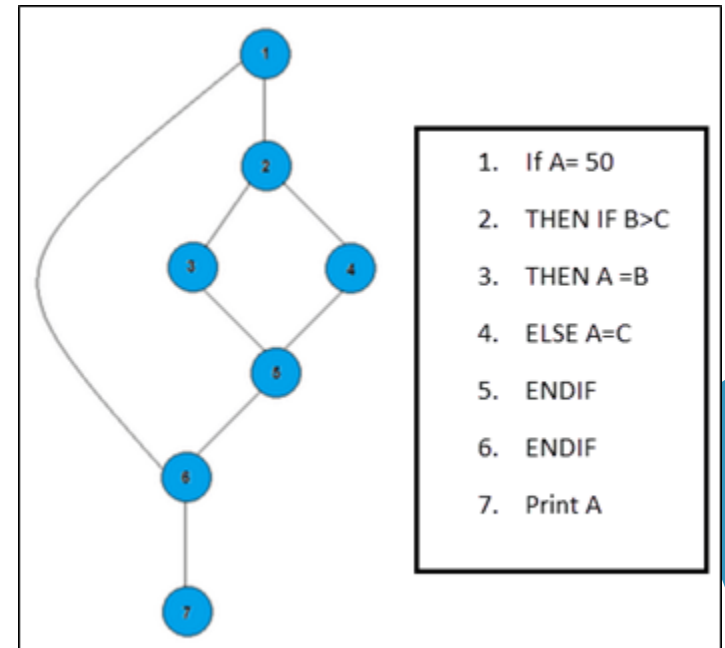 1
2
3
4
5
6
7
1. If A= 50
2. THEN IF B>C
3. THEN A =B
4. ELSE A=C
5. ENDIF
6. ENDIF
7. Print A